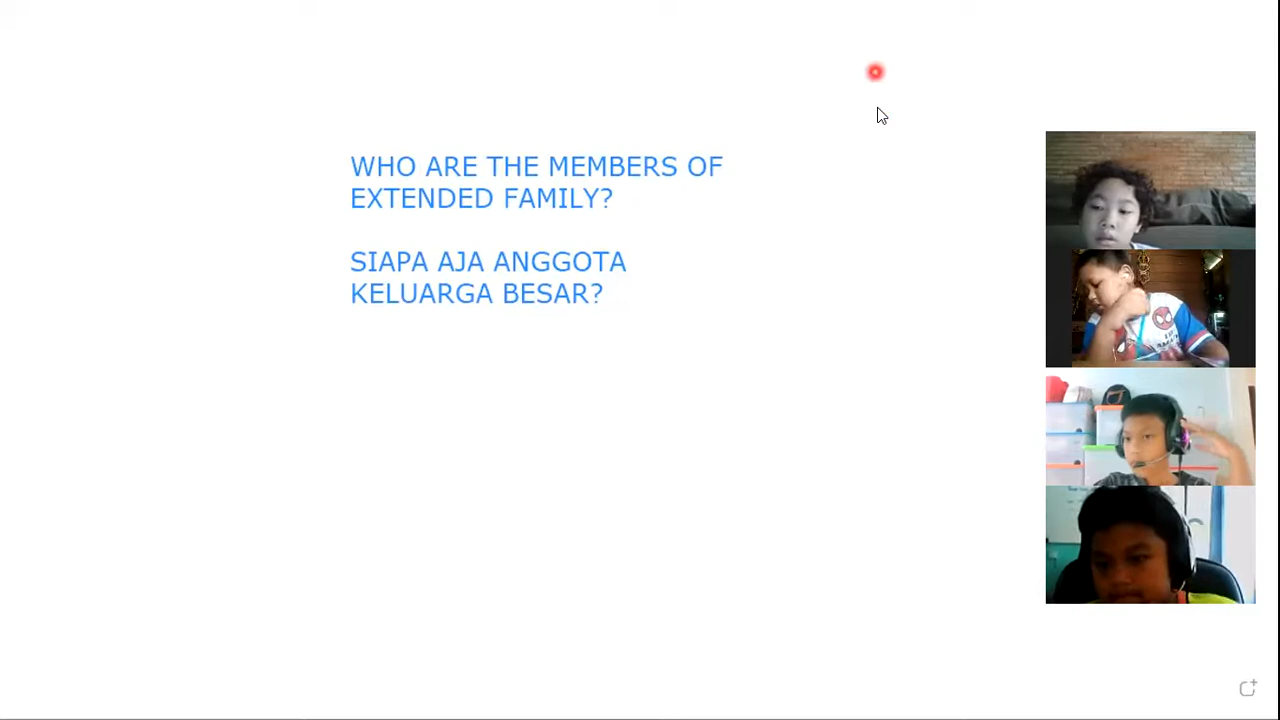 WHO ARE THE MEMBERS OF
EXTENDED FAMILY?
SIAPA AJA ANGGOTA
KELUARGA BESAR?